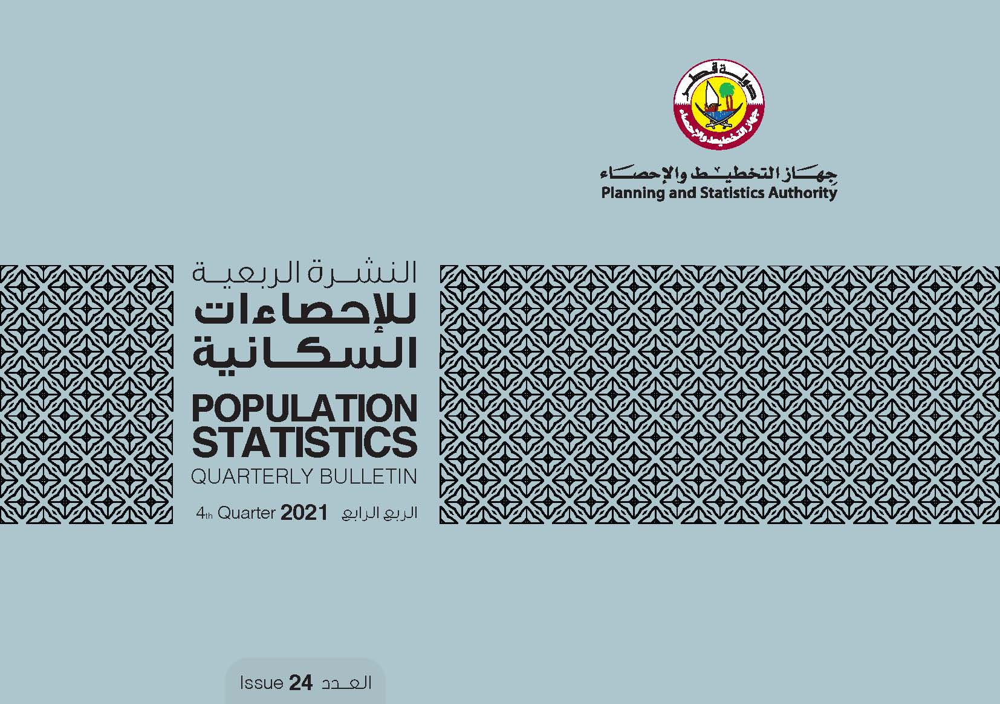 دولة قطر
جهاز التخطيط والإحصاء
جهاز التخطيط والإحصاء
Planning and Statistics Authority
النشرة الربعية
للإحصاءات
السكانية
POPULATION
STATISTICS
QUARTERLY BULLETIN
4th Quarter 2021 الربع الرابع
Issue 24 العدد